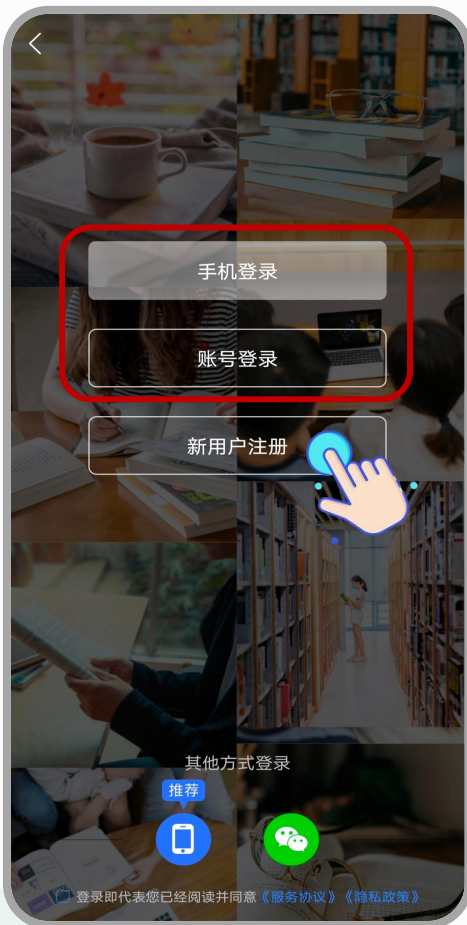 手机登录
账号登录
新用户注册
其他方式登录
推荐
登录即代表您已经阅读并同意《服务协议》《隐私政策》